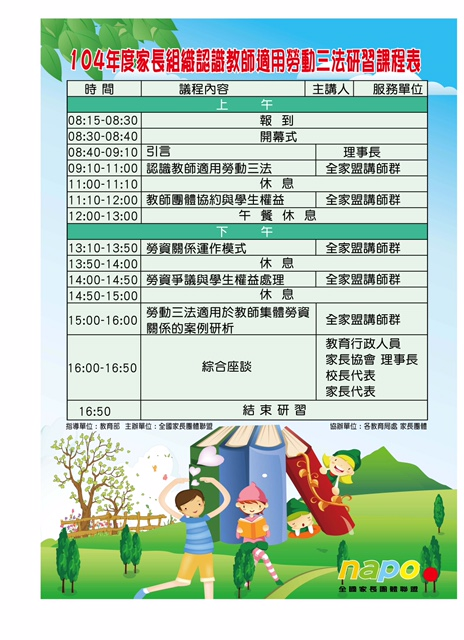 104年度家長組織認識教師適用勞動三法研習課程表
時間 議程內容 主講人 服務單位
上 午
08:15-08:30 報 到
08:30-08:40 開幕式
08:40-09:10 引言 理事長
09:10-11:00 認識教師適用勞動三法 全家盟講師群
11:00-11:10 休 息
11:10-12:00 教師團體協約與學生權益 全家盟講師群
12:00-13:00 午 餐 休 息
下 午
13:10-13:50 勞資關係運作模式 全家盟講師群
13:50-14:00 休 息
14:00-14:50 勞資爭議與學生權益處理 全家盟講師群
14:50-15:00 休 息
15:00-16:00 勞動三法適用於教師集體勞資
關係的案例研析 全家盟講師群
16:00-16:50 綜合座談 教育行政人員
家長協會 理事長
校長代表
家長代表
16:50 結 束 研 習
指導單位：教育部 主辦單位：全國家長團體聯盟 協辦單位：各教育局處 家長團體
napo
全國家長團體聯盟